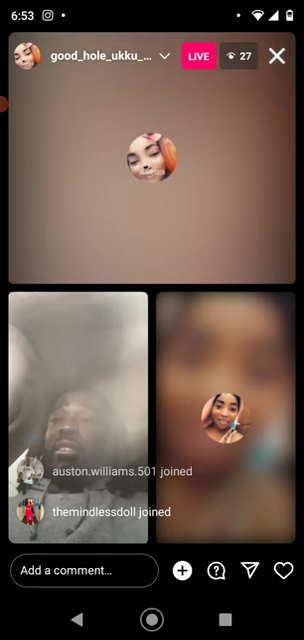 6:53
good_hole_ukku_...
LIVE
27
auston.williams.501 joined
themindlessdoll joined
Add a comment...